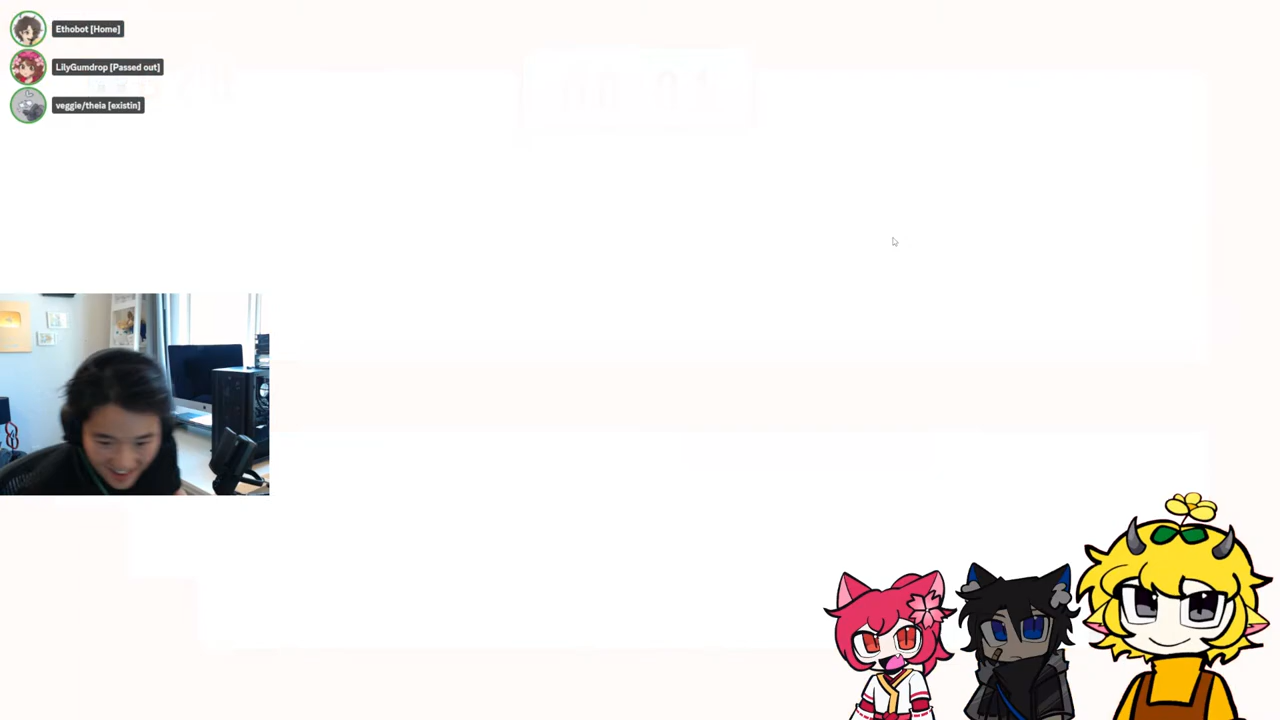 Ethobot [Home]
LilyGumdrop [Passed out]
veggie/theia [existin]